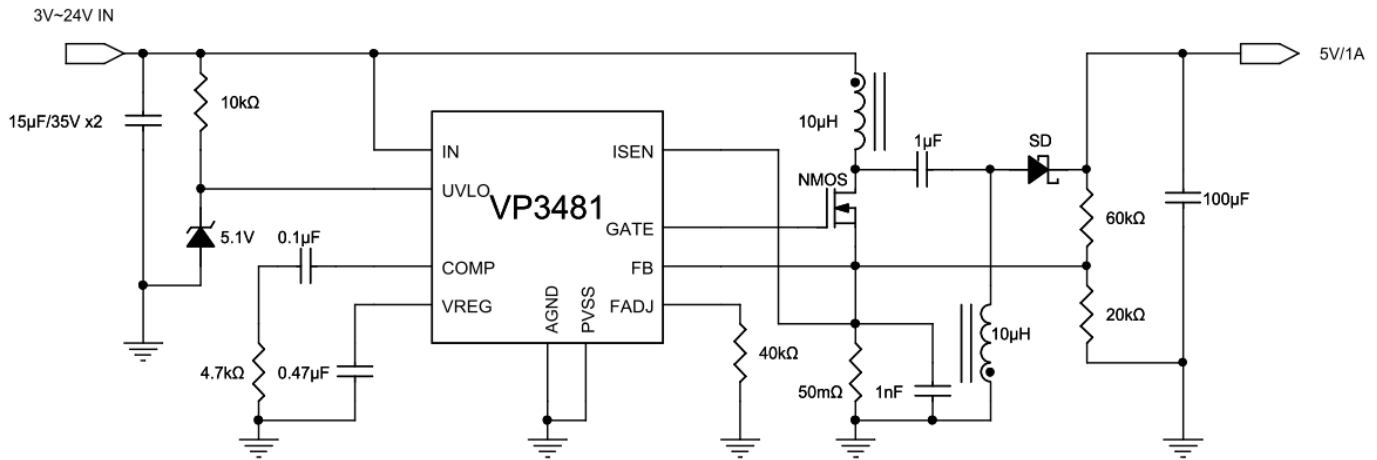 3V~24V IN
5V/1A
15µF/35V x2
10kΩ
10µH
1µF
SD
IN
ISEN
NMOS
UVLO
VP3481
GATE
60kΩ
100µF
5.1V
0.1µF
COMP
FB
VREG
AGND
PVSS
FADJ
20kΩ
10µH
40kΩ
4.7kΩ
0.47µF
50mΩ
1nF